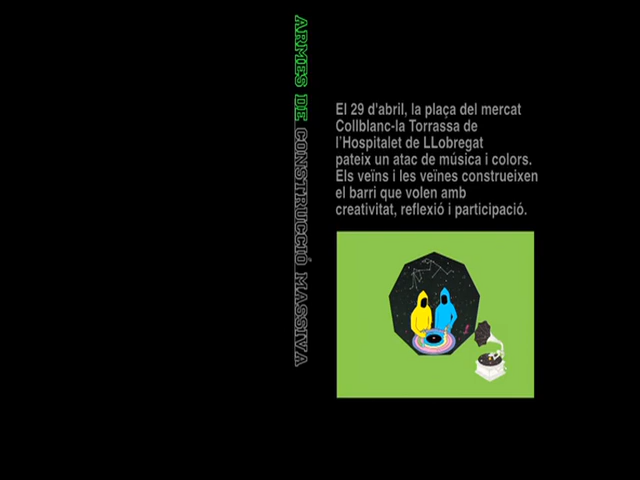 ARMES DE CONSTRUCCIÓ MASSIVA
El 29 d'abril, la plaça del mercat
Collblanc-la Torrassa de
l'Hospitalet de LLobregat
pateix un atac de música i colors.
Els veïns i les veïnes construeixen
el barri que volen amb
creativitat, reflexió i participació.